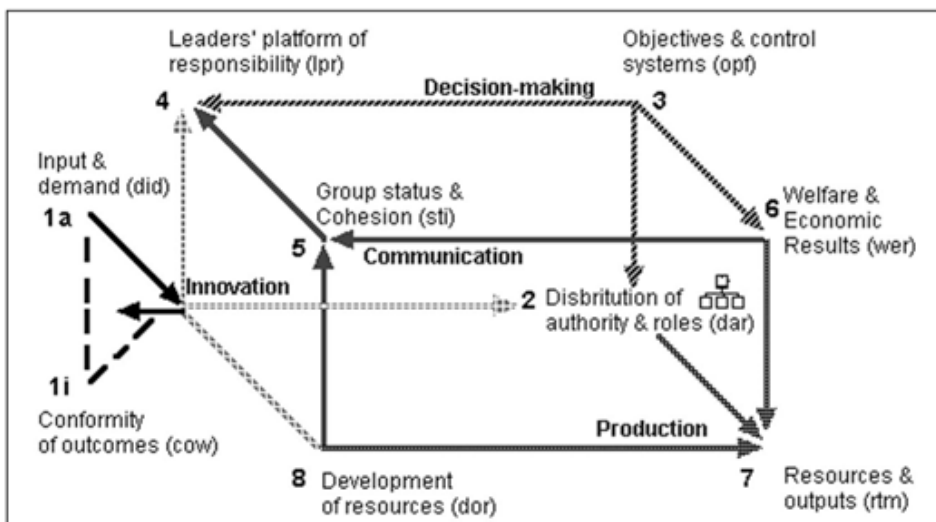 Leaders' platform of
responsibility (lpr)
Objectives & control
systems (opf)
Decision-making
4
3
Input &
demand (did)
1a
Group status &
Cohesion (sti)
5
Communication
6
Welfare &
Economic
Results (wer)
Innovation
2
Disbritution of
authority & roles (dar)
1i
Conformity
of outcomes (cow)
Production
8
Development
of resources (dor)
7
Resources &
outputs (rtm)